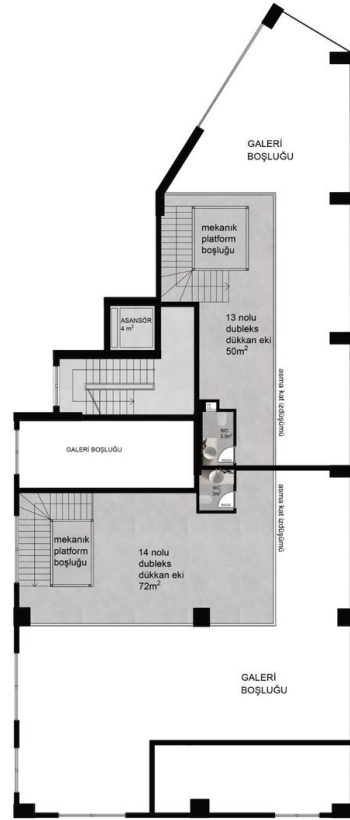 GALERİ
BOŞLUĞU
mekanık
platform
boşluğu
ASANSÖR
4 m²
13 nolu
dubleks
dükkan eki
50m²
asma kat izdüşümü
WC
GALERİ BOŞLUĞU
WC
asma kat izdüşümü
mekanık
platform
boşluğu
14 nolu
dubleks
dükkan eki
72m²
GALERİ
BOŞLUĞU